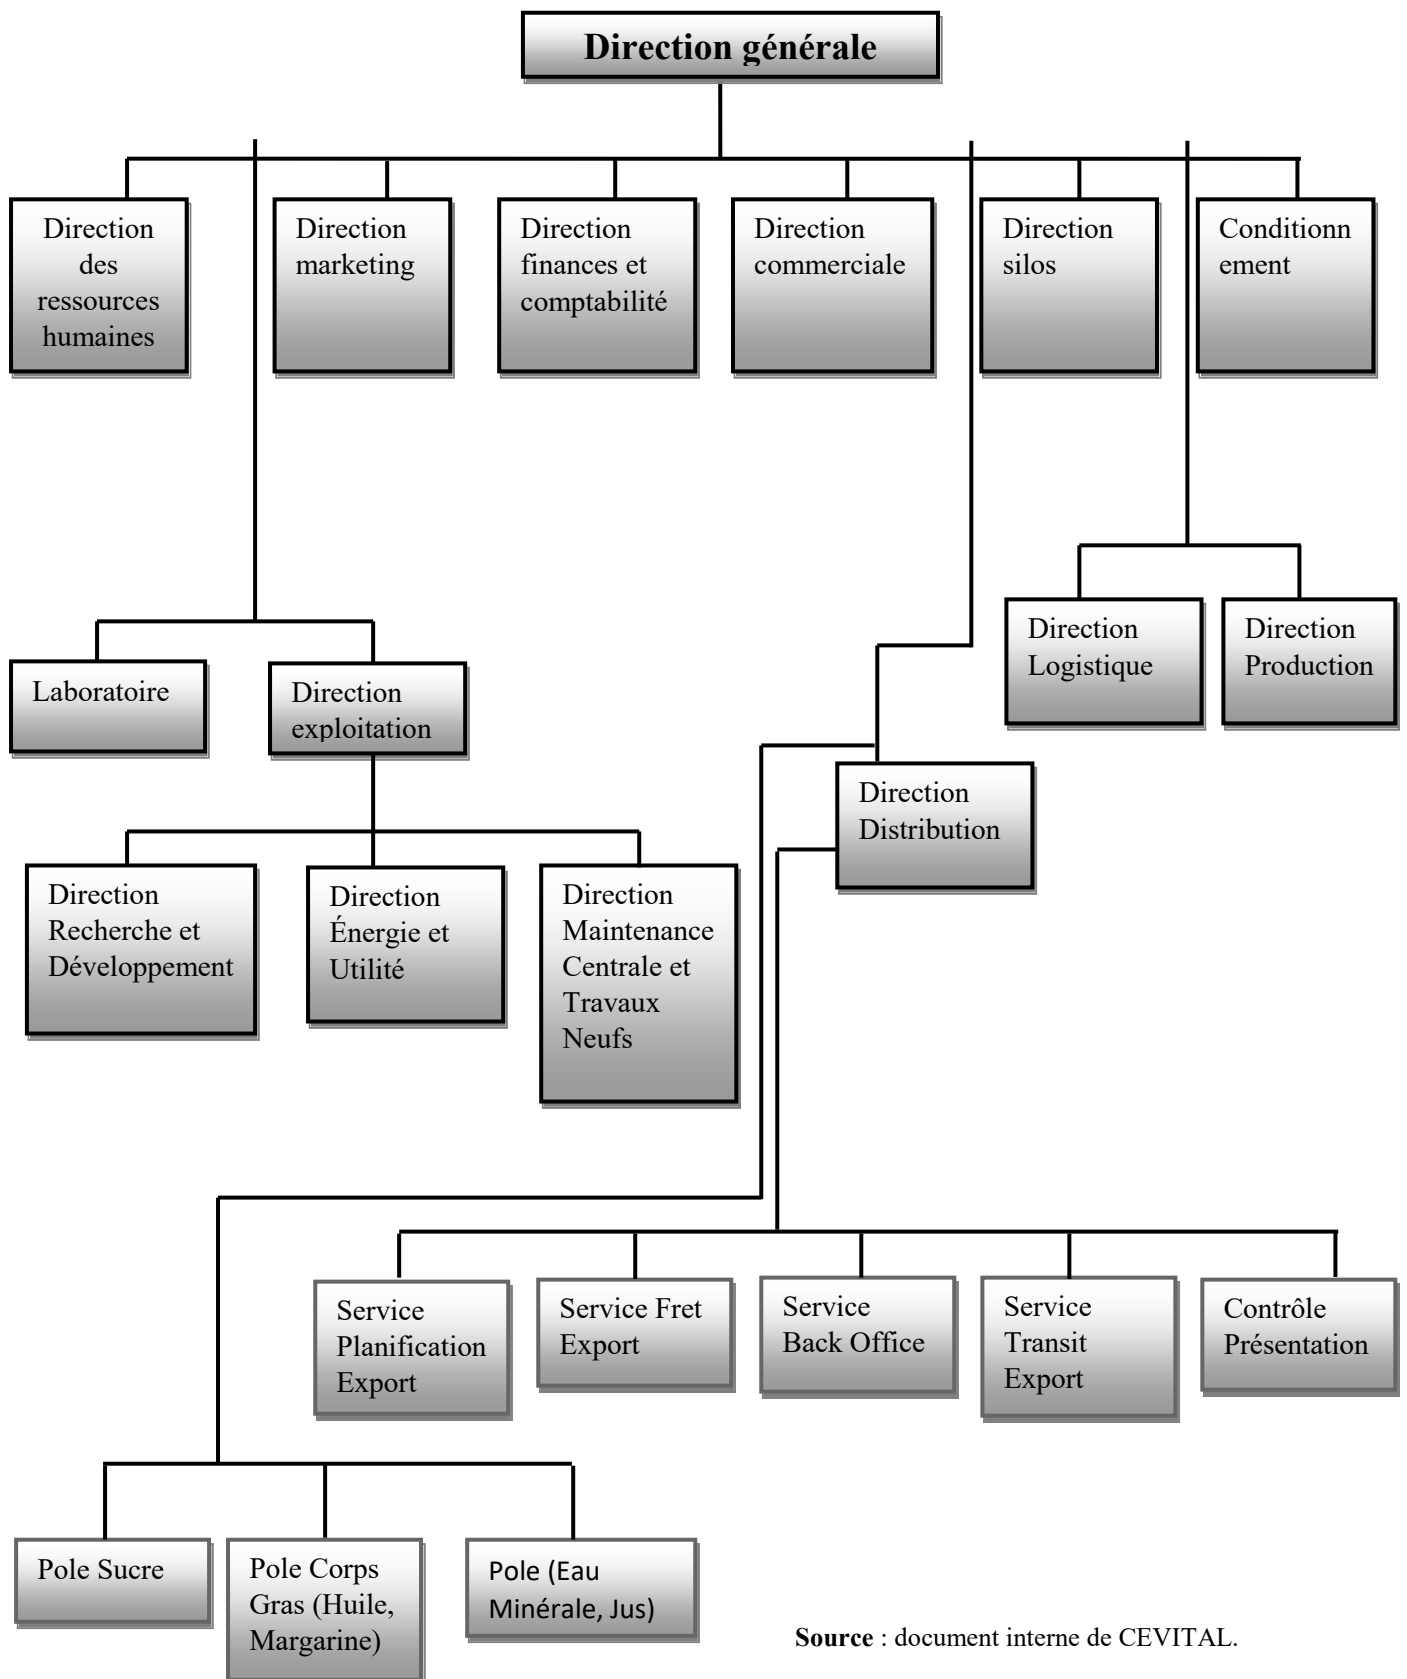 Direction générale
Direction
des
ressources
humaines
Direction
marketing
Direction
finances et
comptabilité
Direction
commerciale
Direction
silos
Conditionn
ement
Direction
Logistique
Direction
Production
Laboratoire
Direction
exploitation
Direction
Distribution
Direction
Recherche et
Développement
Direction
Énergie et
Utilité
Direction
Maintenance
Centrale et
Travaux
Neufs
Service
Planification
Export
Service Fret
Export
Service
Back Office
Service
Transit
Export
Contrôle
Présentation
Pole Sucre
Pole Corps
Gras (Huile,
Margarine)
Pole (Eau
Minérale, Jus)
Source : document interne de CEVITAL.